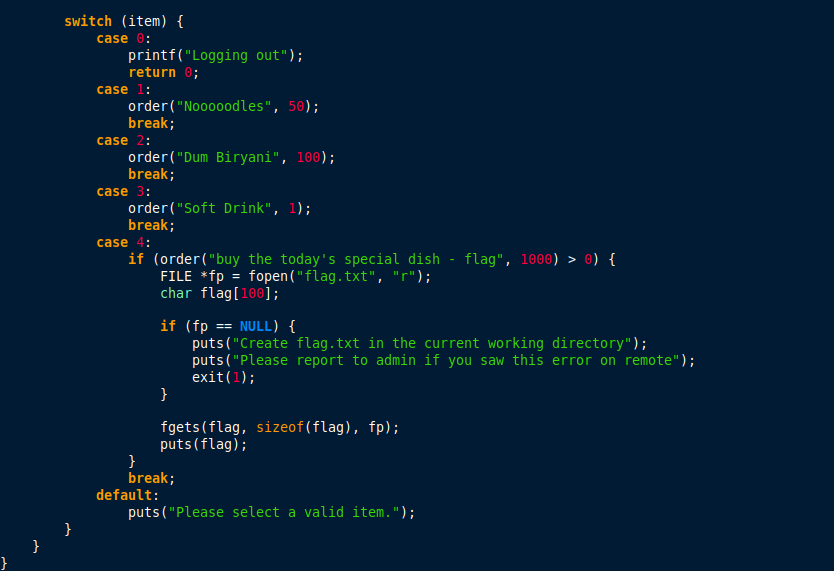 switch (item) {
case 0:
printf("Logging out");
return 0;
case 1:
order("Nooooodles", 50);
break;
case 2:
order("Dum Biryani", 100);
break;
case 3:
order("Soft Drink", 1);
break;
case 4:
if (order("buy the today's special dish - flag", 1000) > 0) {
FILE *fp = fopen("flag.txt", "r");
char flag[100];
if (fp == NULL) {
puts("Create flag.txt in the current working directory");
puts("Please report to admin if you saw this error on remote");
exit(1);
}
fgets(flag, sizeof(flag), fp);
puts(flag);
}
break;
default:
puts("Please select a valid item.");
}
}
}